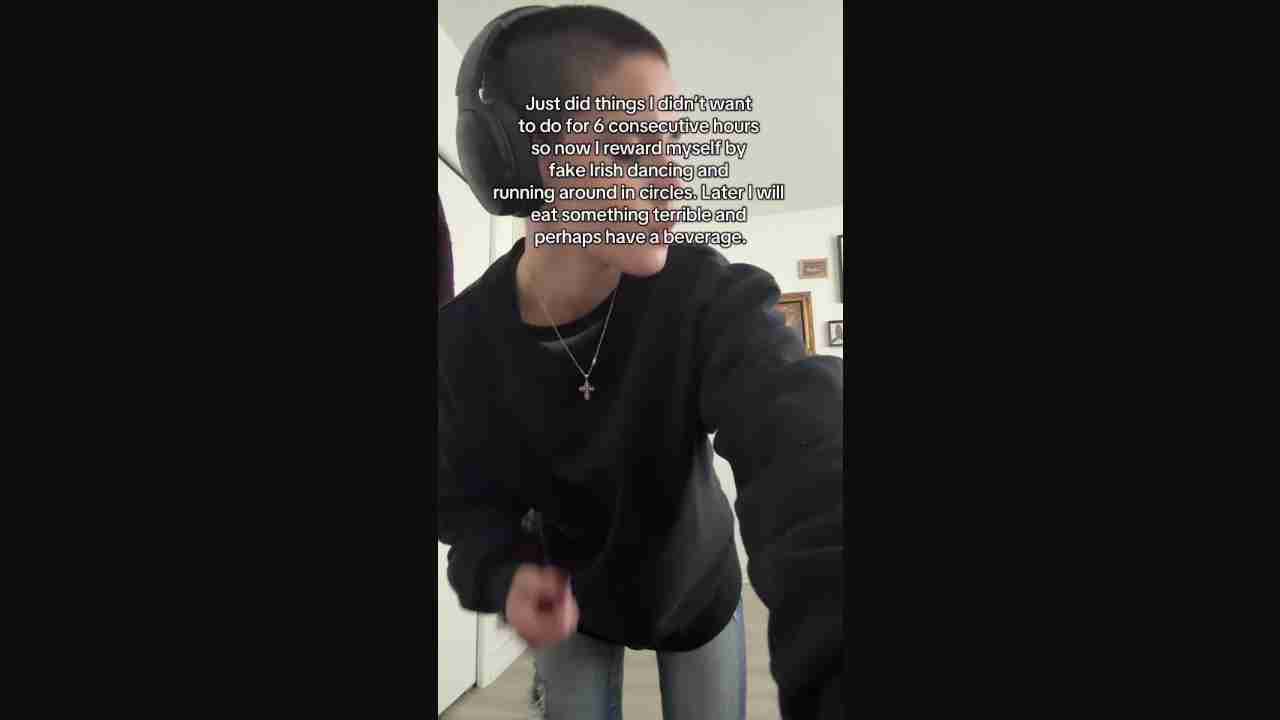 Just did things I didn't want
to do for 6 consecutive hours
so now I reward myself by
fake Irish dancing and
running around in circles. Later I will
eat something terrible and
perhaps have a beverage.